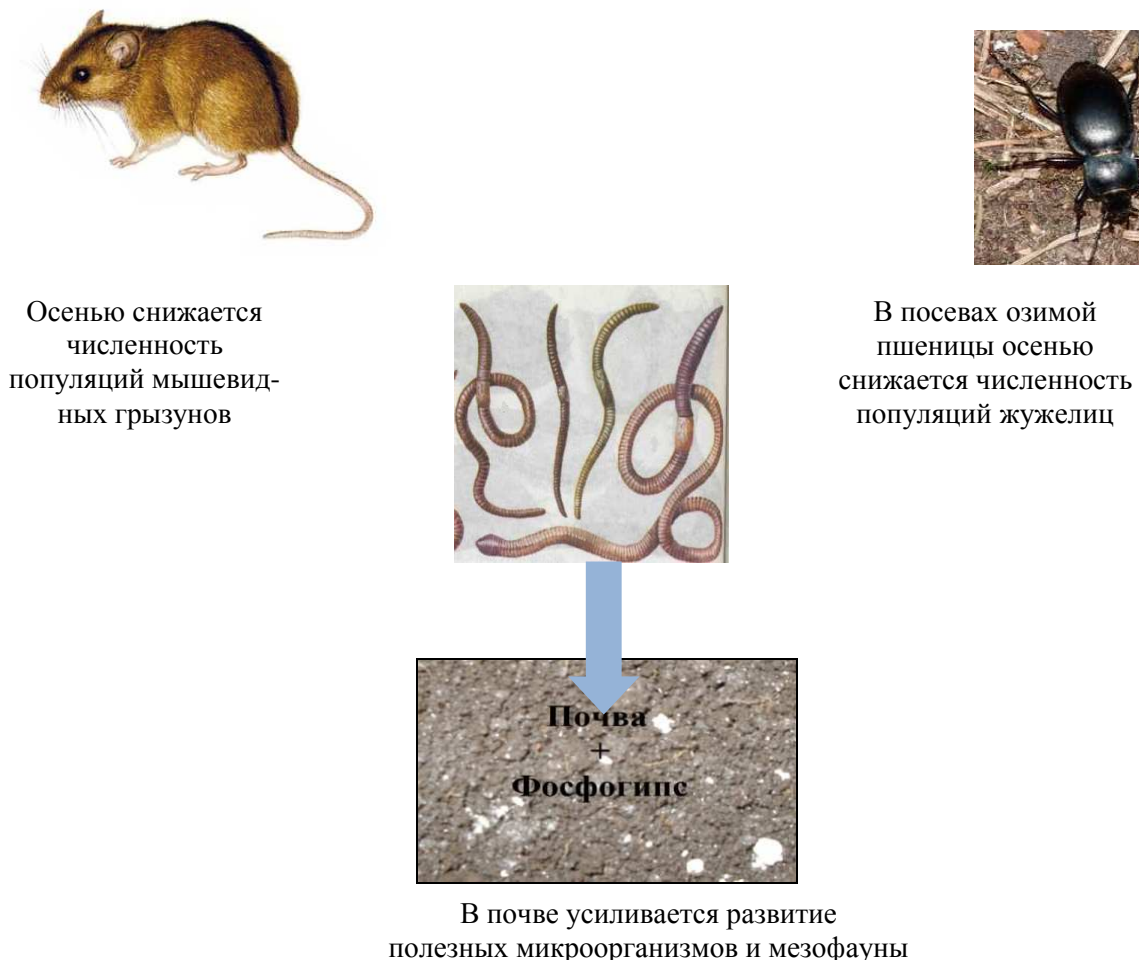 Осенью снижается
численность
популяций мышевид-
ных грызунов
В посевах озимой
пшеницы осенью
снижается численность
популяций жужелиц
Почва
+
Фосфогипс
В почве усиливается развитие
полезных микроорганизмов и мезофауны